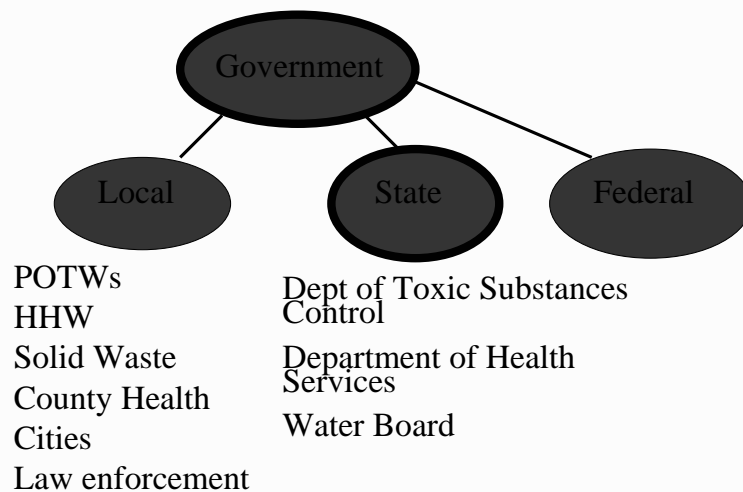 Government
Local
State
Federal
POTWs
HHW
Solid Waste
County Health
Cities
Law enforcement
Dept of Toxic Substances
Control
Department of Health
Services
Water Board